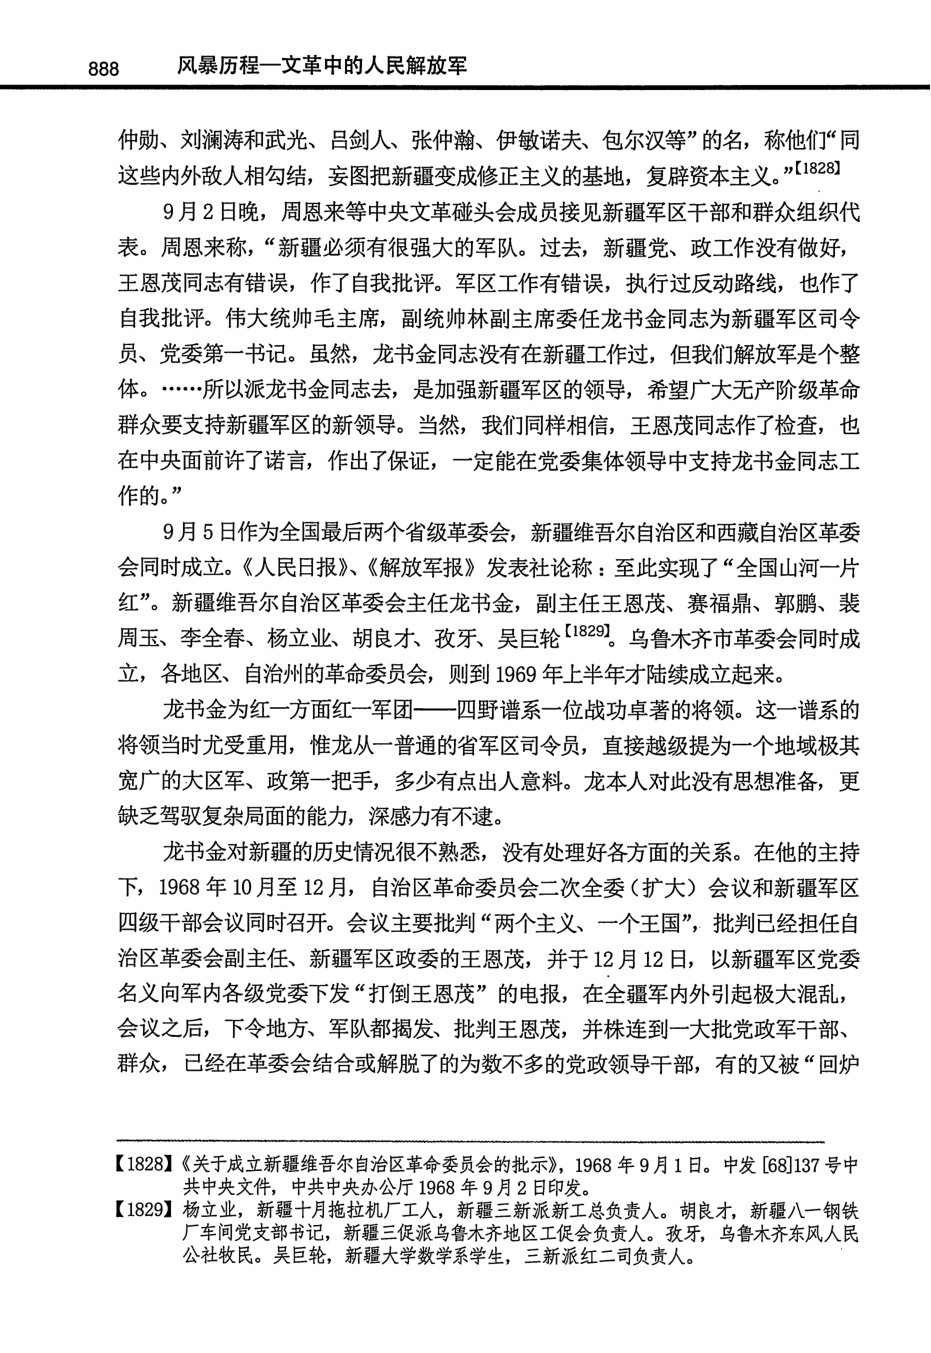 888 风暴历程—文革中的人民解放军
仲勋、刘澜涛和武光、吕剑人、张仲瀚、伊敏诺夫、包尔汉等”的名，称他们“同
这些内外敌人相勾结，妄图把新疆变成修正主义的基地，复辟资本主义。”【1828】
9月2日晚，周恩来等中央文革碰头会成员接见新疆军区干部和群众组织代
表。周恩来称，“新疆必须有很强大的军队。过去，新疆党、政工作没有做好，
王恩茂同志有错误，作了自我批评。军区工作有错误，执行过反动路线，也作了
自我批评。伟大统帅毛主席，副统帅林副主席委任龙书金同志为新疆军区司令
员、党委第一书记。虽然，龙书金同志没有在新疆工作过，但我们解放军是个整
体。……所以派龙书金同志去，是加强新疆军区的领导，希望广大无产阶级革命
群众要支持新疆军区的新领导。当然，我们同样相信，王恩茂同志作了检查，也
在中央面前许了诺言，作出了保证，一定能在党委集体领导中支持龙书金同志工
作的。”
9月5日作为全国最后两个省级革委会，新疆维吾尔自治区和西藏自治区革委
会同时成立。《人民日报》、《解放军报》发表社论称：至此实现了“全国山河一片
红”。新疆维吾尔自治区革委会主任龙书金，副主任王恩茂、赛福鼎、郭鹏、裴
周玉、李全春、杨立业、胡良才、孜牙、吴巨轮【1829】。乌鲁木齐市革委会同时成
立，各地区、自治州的革命委员会，则到1969年上半年才陆续成立起来。
龙书金为红一方面红一军团——四野谱系一位战功卓著的将领。这一谱系的
将领当时尤受重用，惟龙从一普通的省军区司令员，直接越级提为一个地域极其
宽广的大区军、政第一把手，多少有点出人意料。龙本人对此没有思想准备，更
缺乏驾驭复杂局面的能力，深感力有不逮。
龙书金对新疆的历史情况很不熟悉，没有处理好各方面的关系。在他的主持
下，1968年10月至12月，自治区革命委员会二次全委（扩大）会议和新疆军区
四级干部会议同时召开。会议主要批判“两个主义、一个王国”，批判已经担任自
治区革委会副主任、新疆军区政委的王恩茂，并于12月12日，以新疆军区党委
名义向军内各级党委下发“打倒王恩茂”的电报，在全疆军内外引起极大混乱，
会议之后，下令地方、军队都揭发、批判王恩茂，并株连到一大批党政军干部、
群众，已经在革委会结合或解脱了的为数不多的党政领导干部，有的又被“回炉
【1828】《关于成立新疆维吾尔自治区革命委员会的批示》，1968年9月1日。中发[68]137号中
共中央文件，中共中央办公厅1968年9月2日印发。
【1829】杨立业，新疆十月拖拉机厂工人，新疆三新派新工总负责人。胡良才，新疆八一钢铁
厂车间党支部书记，新疆三促派乌鲁木齐地区工促会负责人。孜牙，乌鲁木齐东风人民
公社牧民。吴巨轮，新疆大学数学系学生，三新派红二司负责人。